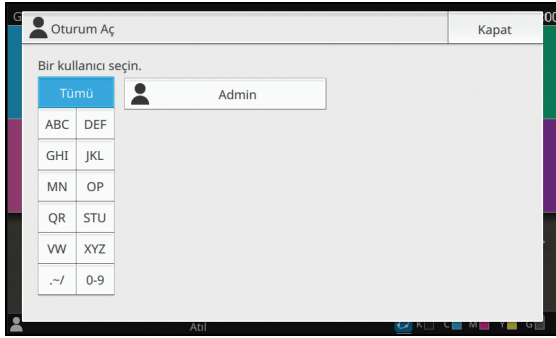 G
Oturum Aç
Kapat
Bir kullanıcı seçin.
Tümü
Admin
ABC
DEF
GHI
JKL
MN
OP
QR
STU
VW
XYZ
.~/
0-9
Atıl
K
C
M
Y
G